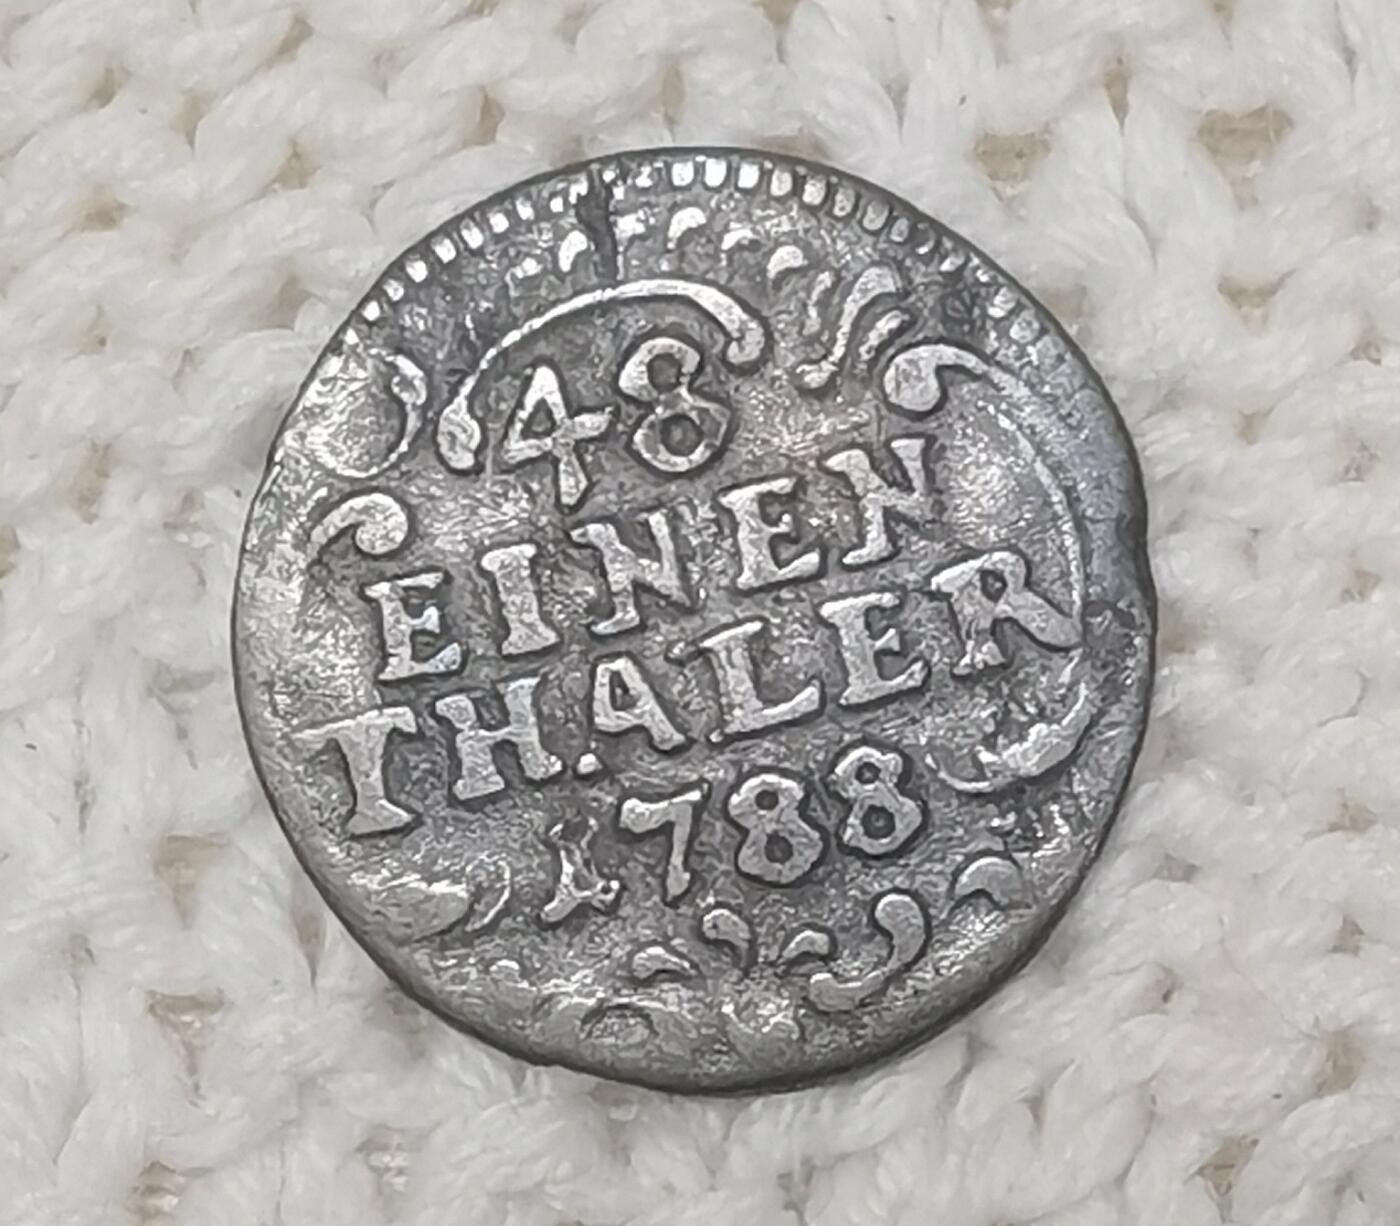 48
EINEN
THALER
1788